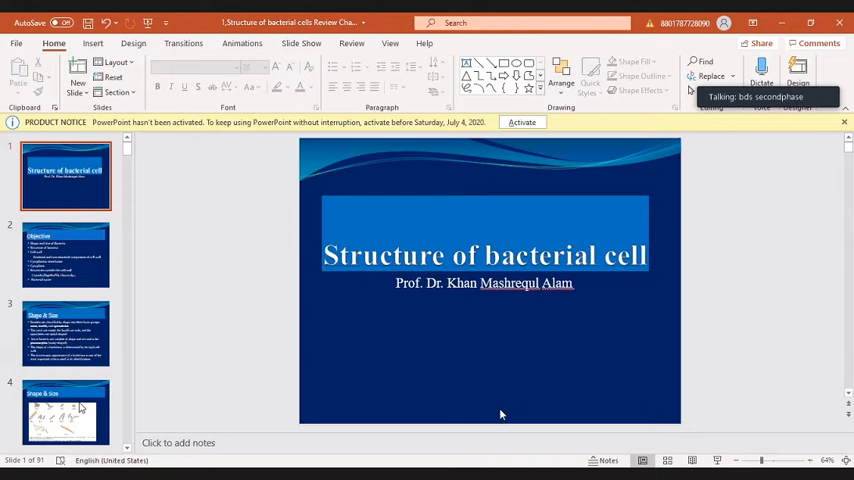 AutoSave Off 1,Structure of bacterial cells Review Cha... Search 8801787728090
File Home Insert Design Transitions Animations Slide Show Review View Help Share Comments
Paste New Slide Layout Reset Section Arrange Quick Styles Shape Fill Shape Outline Shape Effects Find Replace Dictate Design
Talking: bds secondphase
Clipboard Slides Font Paragraph Drawing
PRODUCT NOTICE PowerPoint hasn't been activated. To keep using PowerPoint without interruption, activate before Saturday, July 4, 2020. Activate
1
Structure of bacterial cell
2
Objective
3
Shape & Size
4
Shape & Size
Structure of bacterial cell
Prof. Dr. Khan Mashrequl Alam
Click to add notes
Slide 1 of 91 English (United States) Notes 64%